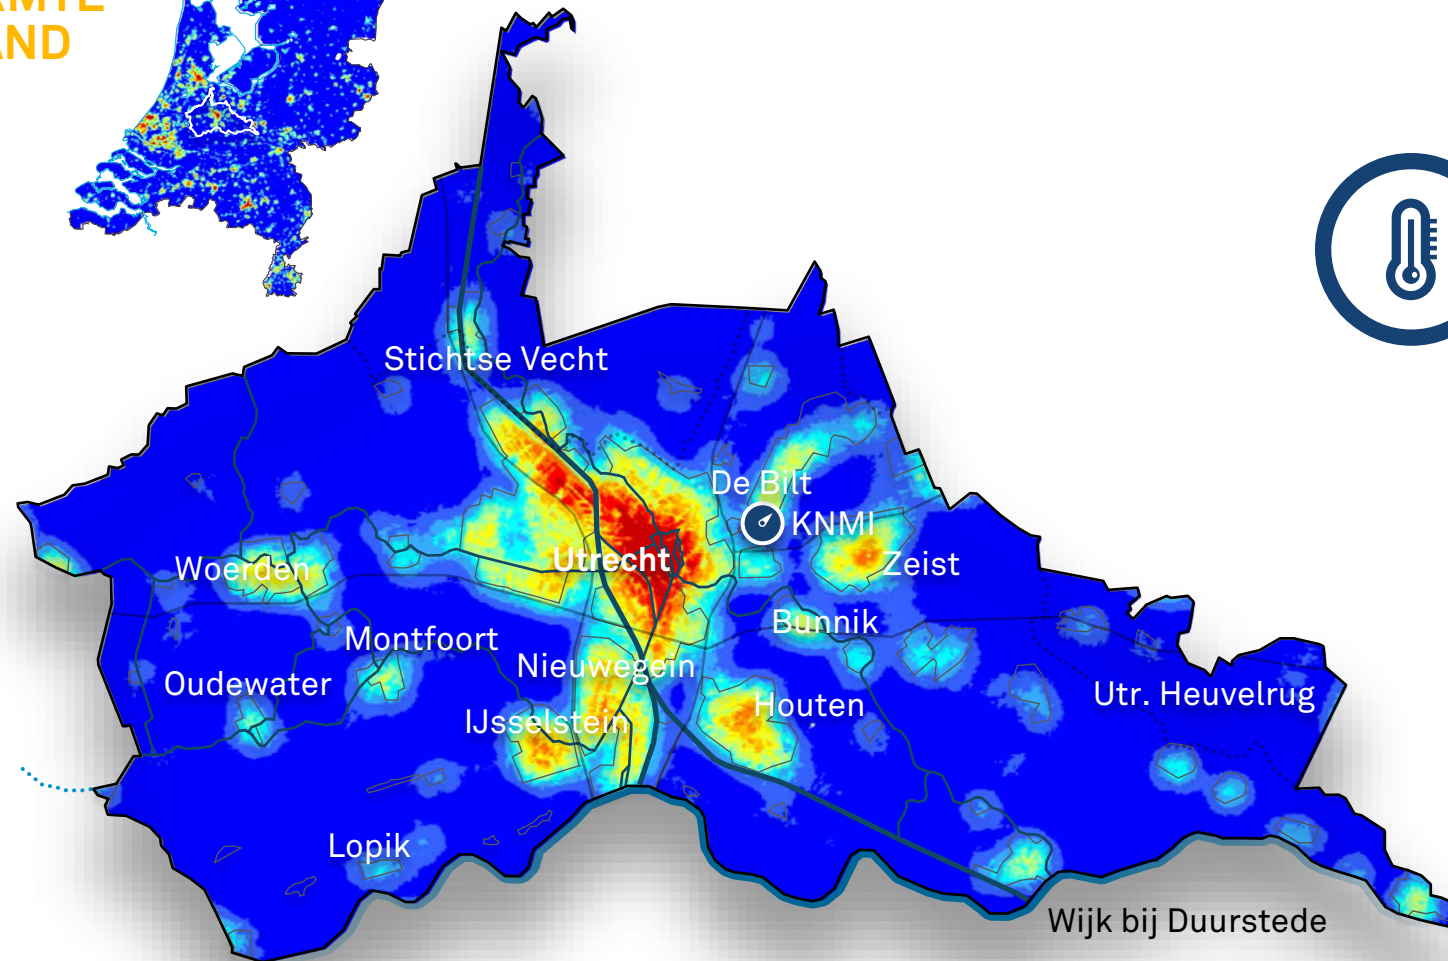 AND
Stichtse Vecht
De Bilt
KNMI
Utrecht
Zeist
Woerden
Bunnik
Montfoort
Nieuwegein
Oudewater
Utr. Heuvelrug
Houten
IJsselstein
Lopik
Wijk bij Duurstede